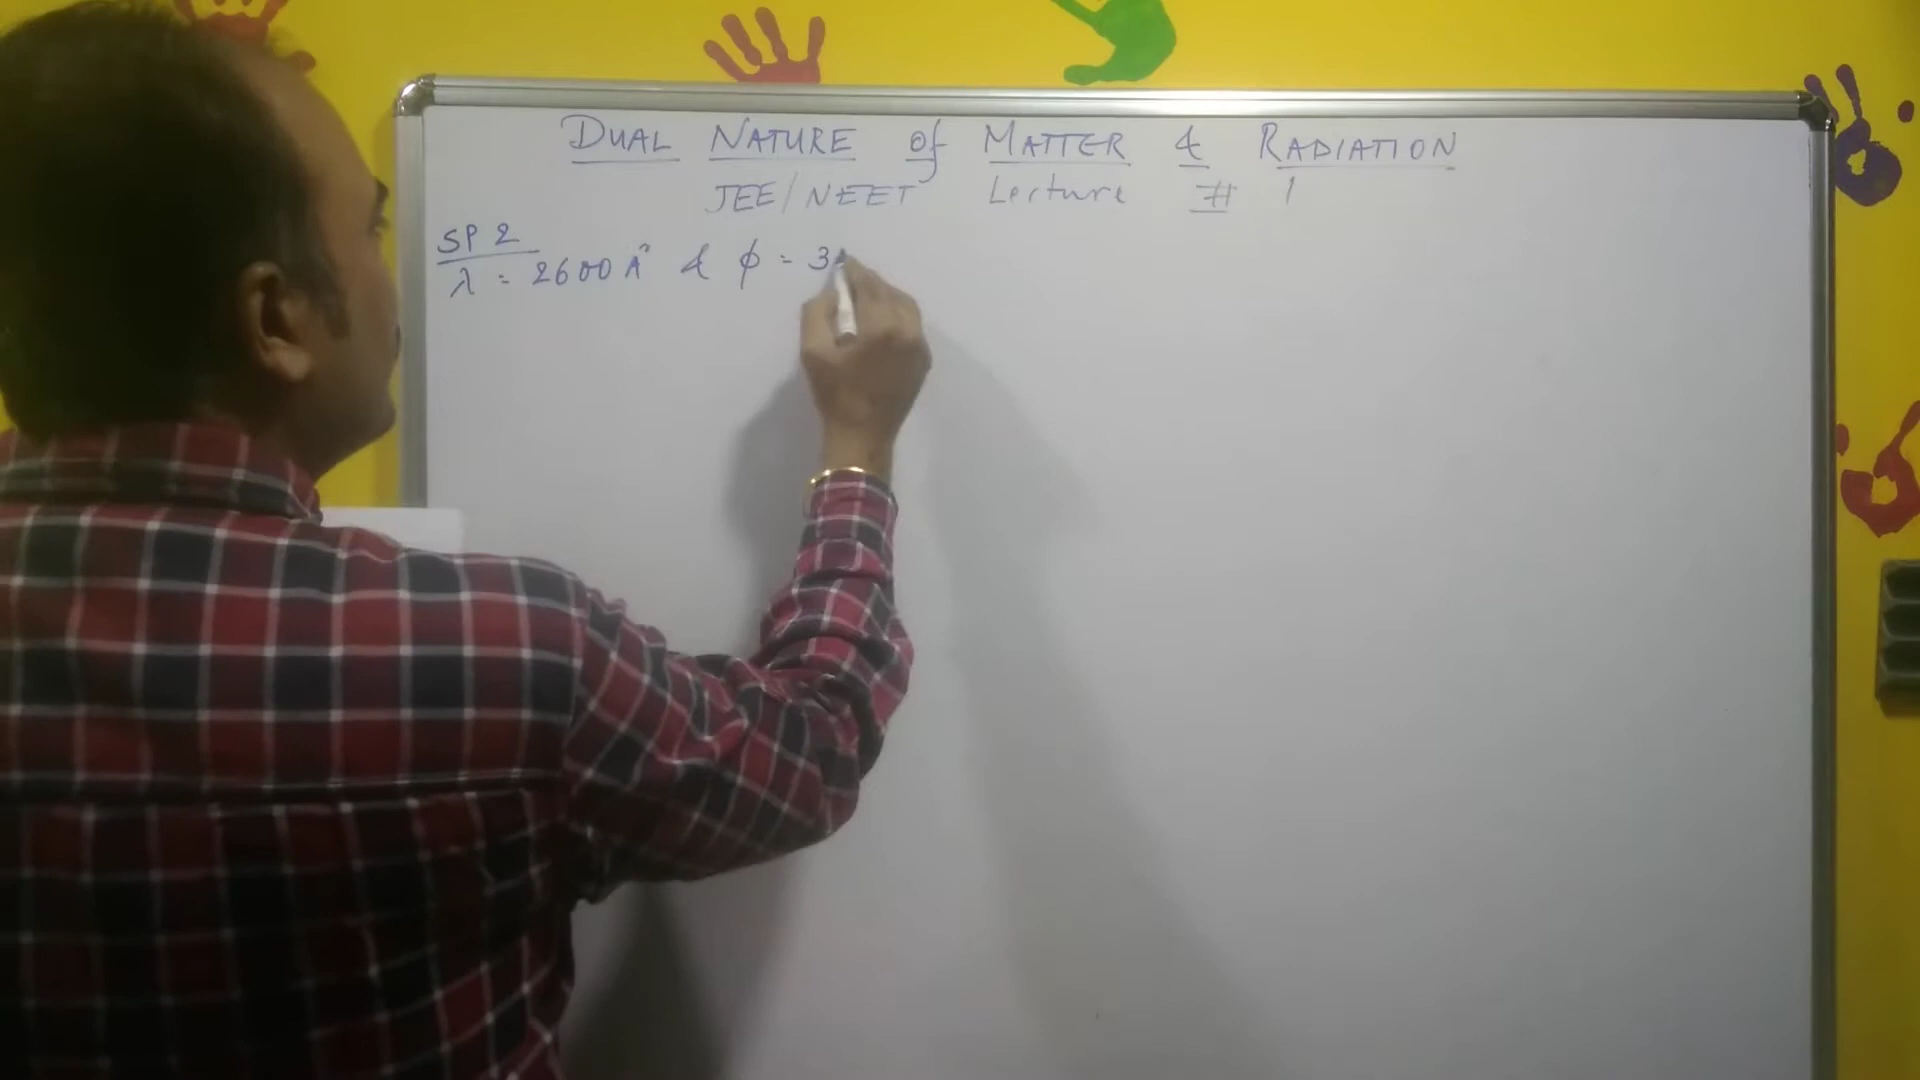 DUAL NATURE Of MATTER & RADIATION
JEE/NEET Lecture # 1
SP 2
λ = 2600 A° & ϕ = 3